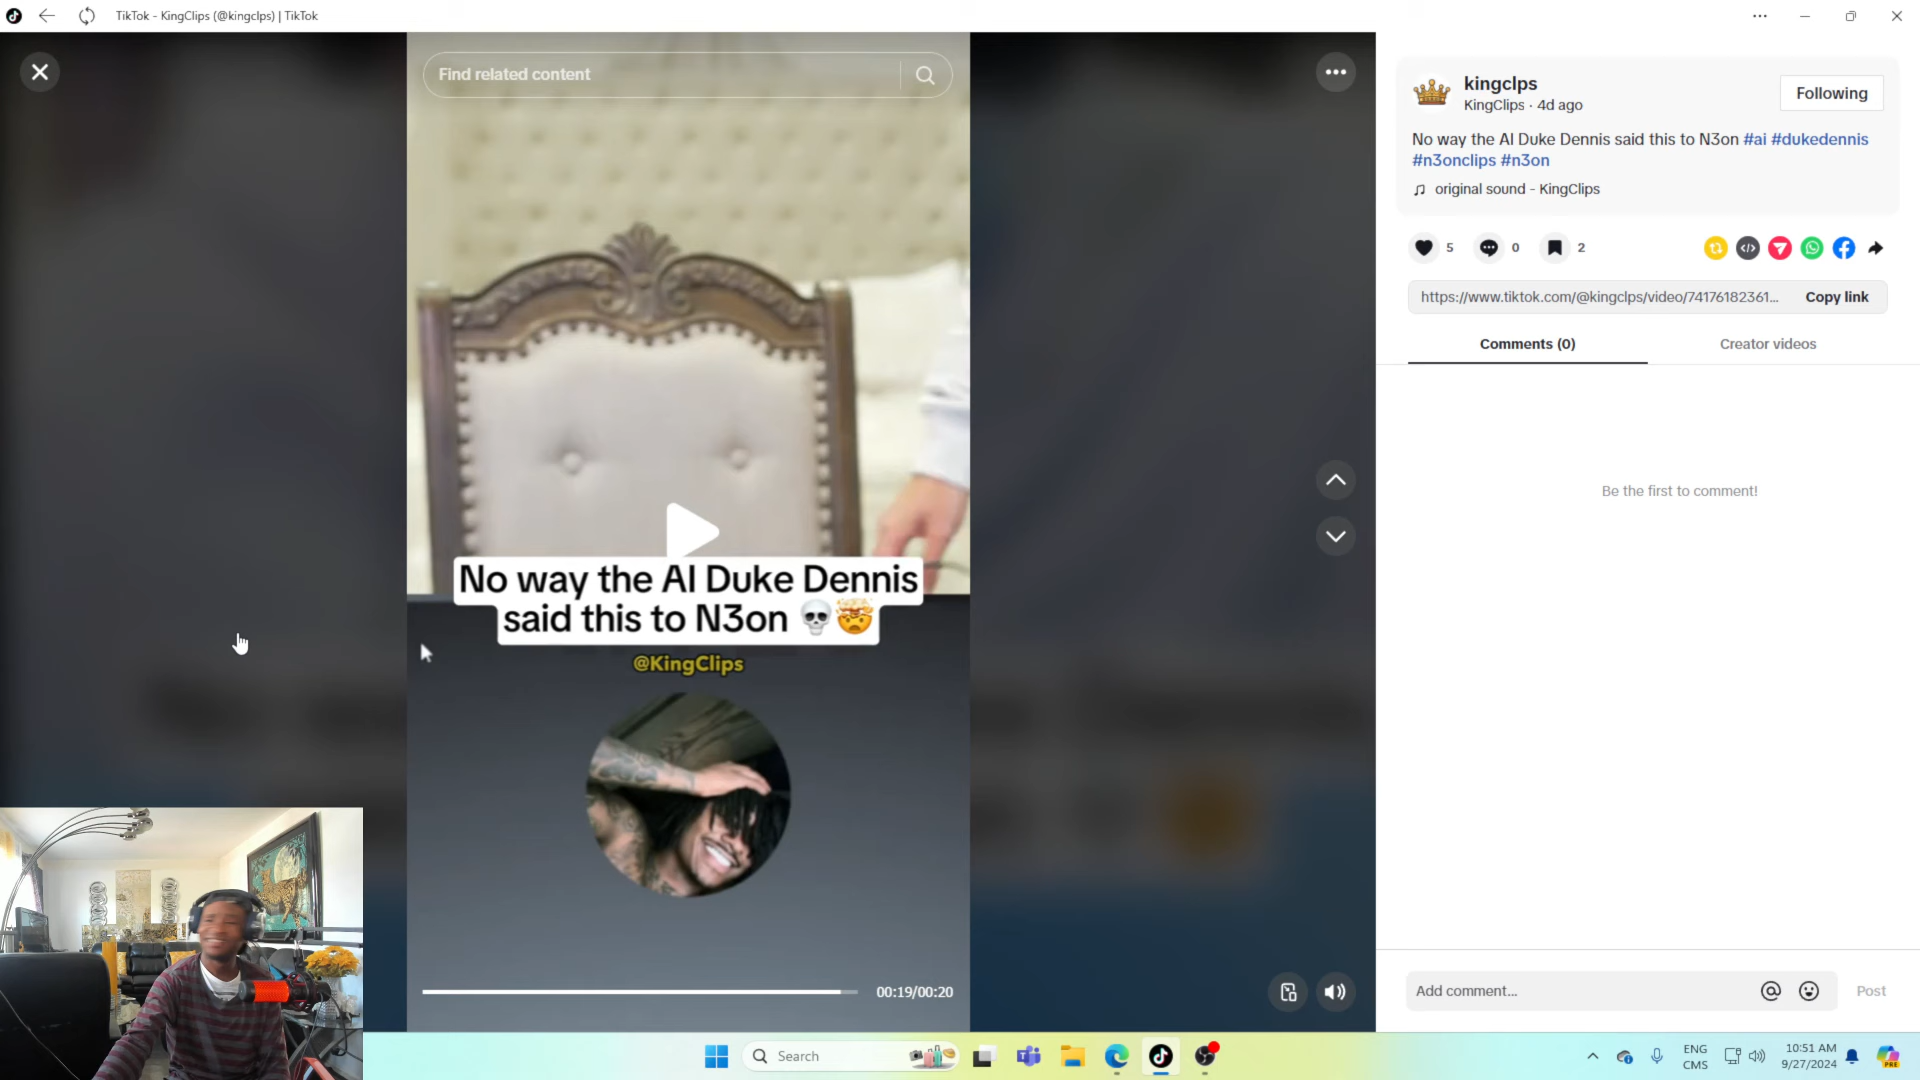 TikTok - KingClips (@kingclps) | TikTok
Find related content
No way the AI Duke Dennis
said this to N3on 💀🤯
@KingClips
00:19/00:20
kingclps
KingClips · 4d ago
Following
No way the AI Duke Dennis said this to N3on #ai #dukedennis
#n3onclips #n3on
original sound - KingClips
5
0
2
https://www.tiktok.com/@kingclps/video/74176182361...
Copy link
Comments (0)
Creator videos
Be the first to comment!
Add comment...
Post
Search
ENG
CMS
10:51 AM
9/27/2024
PRE